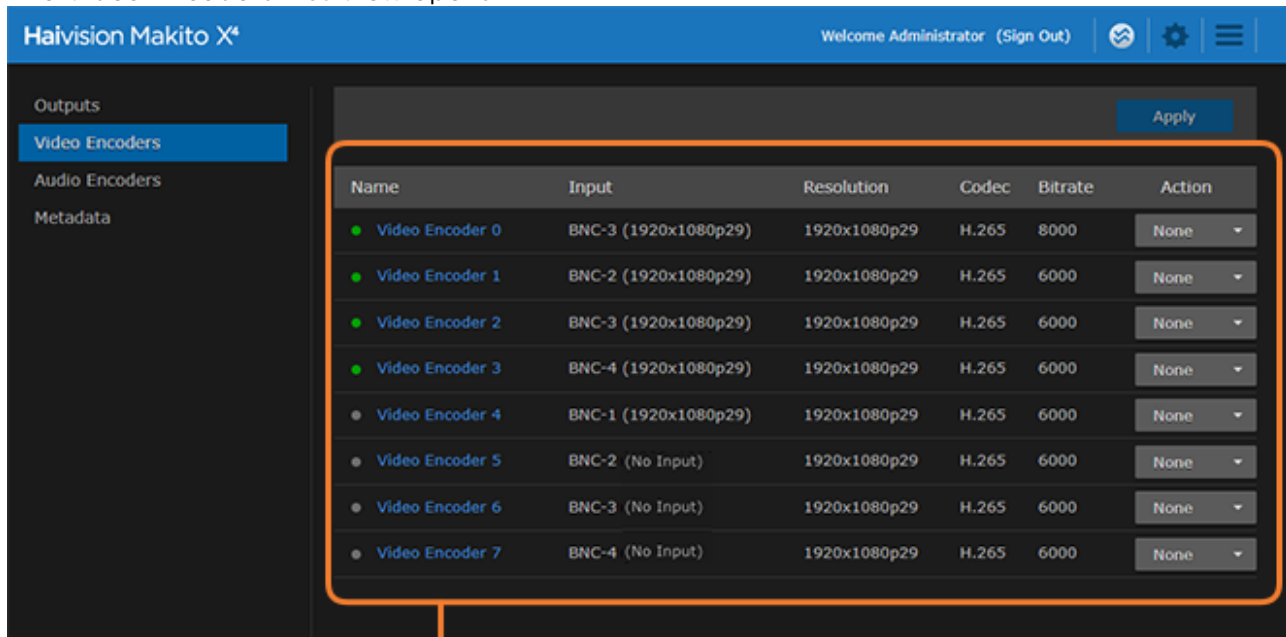 Haivision Makito X⁴
Welcome Administrator (Sign Out)
Outputs
Video Encoders
Audio Encoders
Metadata
Apply
Name Input Resolution Codec Bitrate Action
Video Encoder 0 BNC-3 (1920x1080p29) 1920x1080p29 H.265 8000 None
Video Encoder 1 BNC-2 (1920x1080p29) 1920x1080p29 H.265 6000 None
Video Encoder 2 BNC-3 (1920x1080p29) 1920x1080p29 H.265 6000 None
Video Encoder 3 BNC-4 (1920x1080p29) 1920x1080p29 H.265 6000 None
Video Encoder 4 BNC-1 (1920x1080p29) 1920x1080p29 H.265 6000 None
Video Encoder 5 BNC-2 (No Input) 1920x1080p29 H.265 6000 None
Video Encoder 6 BNC-3 (No Input) 1920x1080p29 H.265 6000 None
Video Encoder 7 BNC-4 (No Input) 1920x1080p29 H.265 6000 None